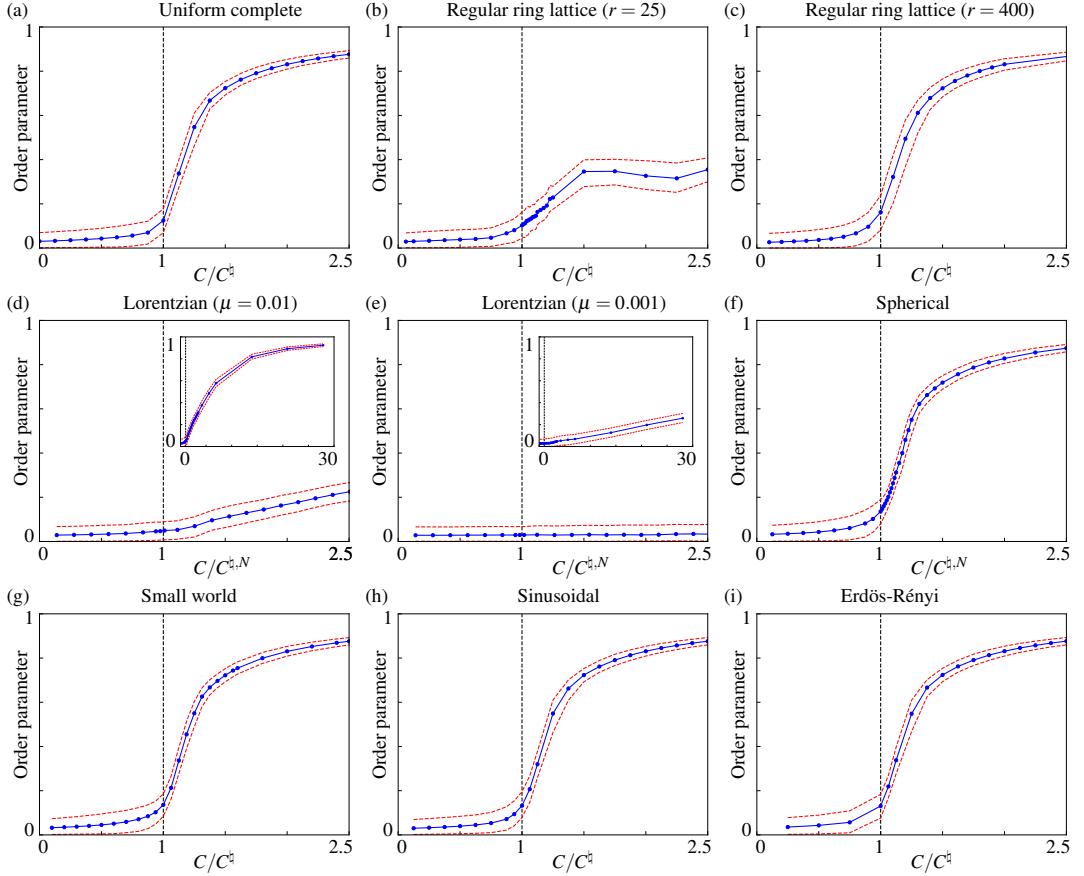 (a) Uniform complete
(b) Regular ring lattice (r = 25)
(c) Regular ring lattice (r = 400)
Order parameter
1
0
0 1 2.5
C/C♮
Order parameter
1
0
0 1 2.5
C/C♮
Order parameter
1
0
0 1 2.5
C/C♮
(d) Lorentzian (μ = 0.01)
(e) Lorentzian (μ = 0.001)
(f) Spherical
Order parameter
1
0
1
0
0 30
0 1 2.5
C/C♮,N
Order parameter
1
0
1
0
0 30
0 1 2.5
C/C♮,N
Order parameter
1
0
0 1 2.5
C/C♮,N
(g) Small world
(h) Sinusoidal
(i) Erdös-Rényi
Order parameter
1
0
0 1 2.5
C/C♮
Order parameter
1
0
0 1 2.5
C/C♮
Order parameter
1
0
0 1 2.5
C/C♮